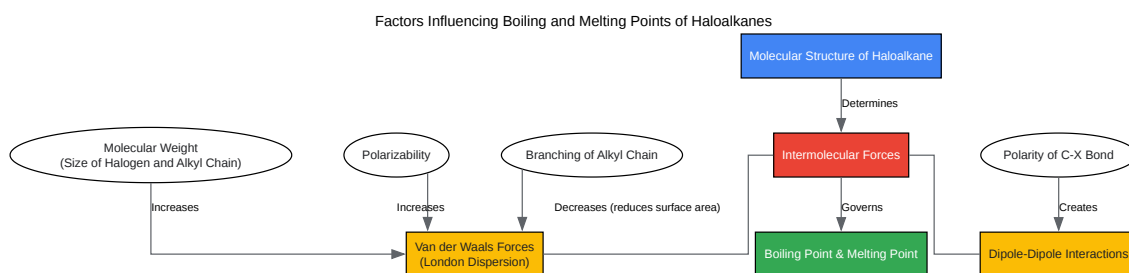 Factors Influencing Boiling and Melting Points of Haloalkanes
Molecular Structure of Haloalkane
Determines
Molecular Weight
(Size of Halogen and Alkyl Chain)
Polarizability
Branching of Alkyl Chain
Intermolecular Forces
Polarity of C-X Bond
Increases
Increases
Decreases (reduces surface area)
Governs
Creates
Van der Waals Forces
(London Dispersion)
Boiling Point & Melting Point
Dipole-Dipole Interactions